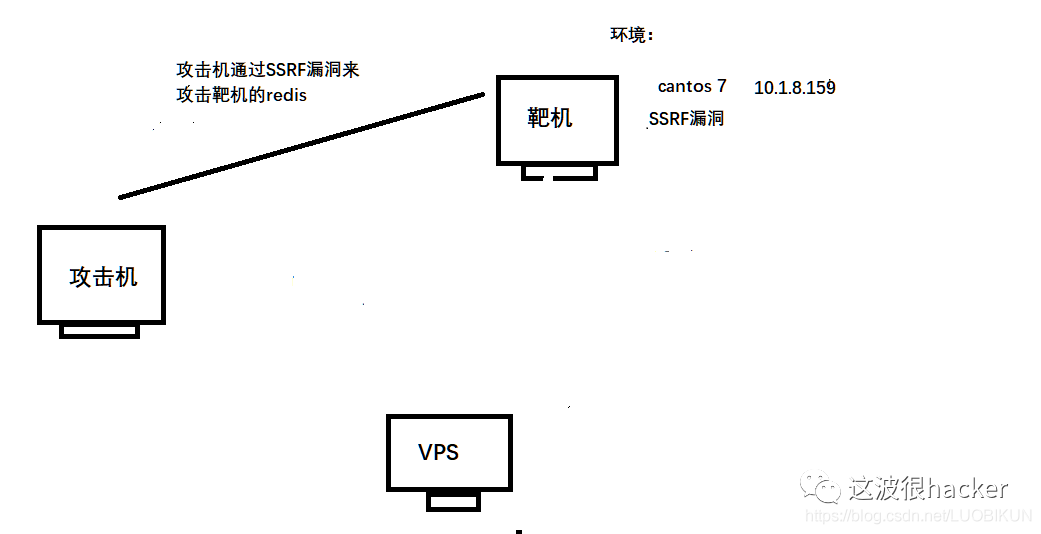 环境：
攻击机通过SSRF漏洞来
攻击靶机的redis
cantos 7 10.1.8.159
靶机
SSRF漏洞
攻击机
VPS
这波很hacker
https://blog.csdn.net/LUOBIKUN